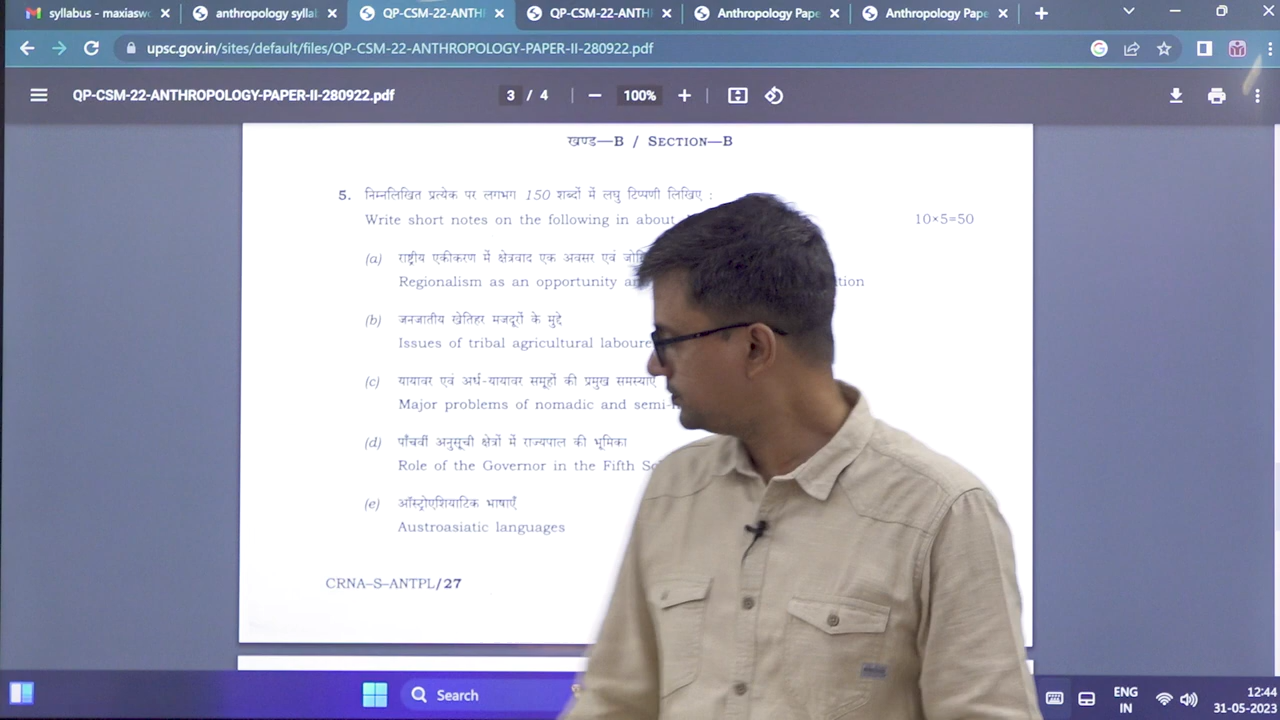 syllabus - maxiasw
anthropology sylla
QP-CSM-22-ANTH
QP-CSM-22-ANTH
Anthropology Pape
Anthropology Pape
upsc.gov.in/sites/default/files/QP-CSM-22-ANTHROPOLOGY-PAPER-II-280922.pdf
QP-CSM-22-ANTHROPOLOGY-PAPER-II-280922.pdf
3 / 4
100%
खण्ड—B / SECTION—B
5. निम्नलिखित प्रत्येक पर लगभग 150 शब्दों में लघु टिप्पणी लिखिए :
Write short notes on the following in about
10×5=50
(a) राष्ट्रीय एकीकरण में क्षेत्रवाद एक अवसर एवं
Regionalism as an opportunity
(b) जनजातीय खेतिहर मजदूरों के मुद्दे
Issues of tribal agricultural
(c) यायावर एवं अर्ध-यायावर समूहों की प्रमुख समस्याएँ
Major problems of nomadic and
(d) पाँचवीं अनुसूची क्षेत्रों में राज्यपाल की भूमिका
Role of the Governor in the Fifth
(e) ऑस्ट्रोएशियाटिक भाषाएँ
Austroasiatic languages
CRNA–S–ANTPL/27
Search
ENG
IN
12:44
31-05-2023